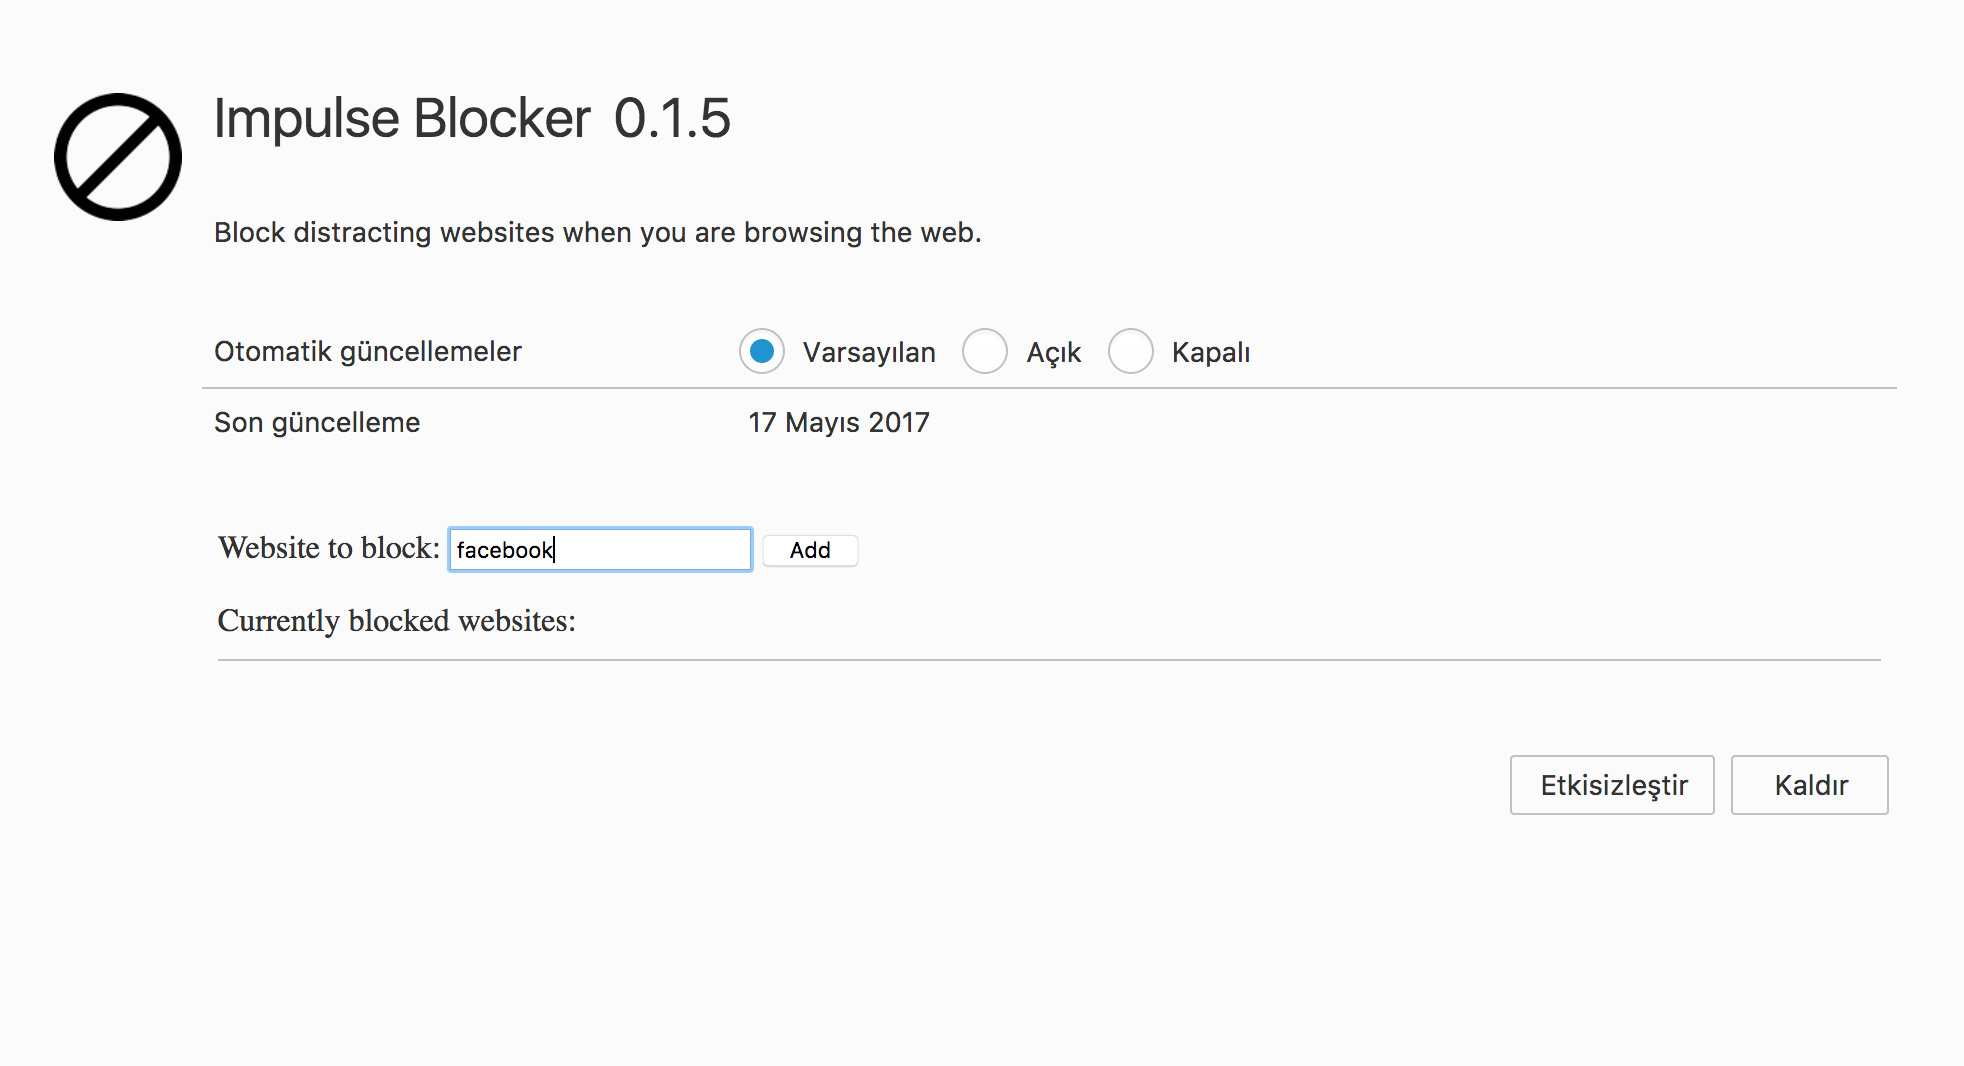 Impulse Blocker 0.1.5
Block distracting websites when you are browsing the web.
Otomatik güncellemeler Varsayılan Açık Kapalı
Son güncelleme 17 Mayıs 2017
Website to block: facebook Add
Currently blocked websites:
Etkisizleştir Kaldır